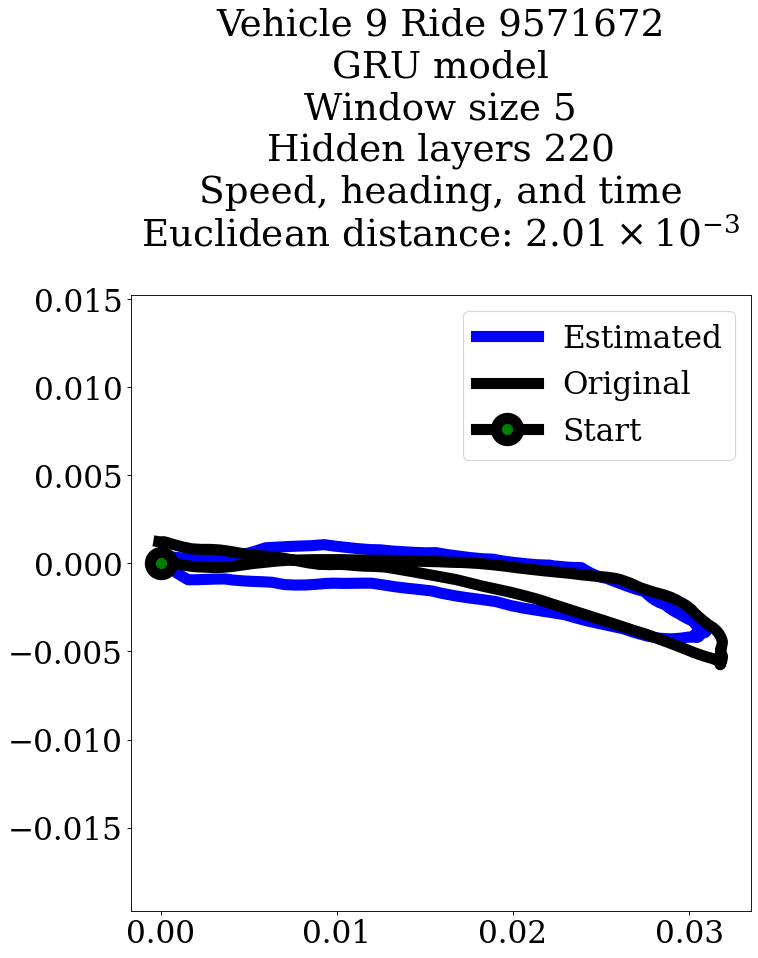 Vehicle 9 Ride 9571672
GRU model
Window size 5
Hidden layers 220
Speed, heading, and time
Euclidean distance: 2.01 × 10⁻³
0.015
Estimated
0.010
Original
Start
0.005
0.000
−0.005
−0.010
−0.015
0.00 0.01 0.02 0.03